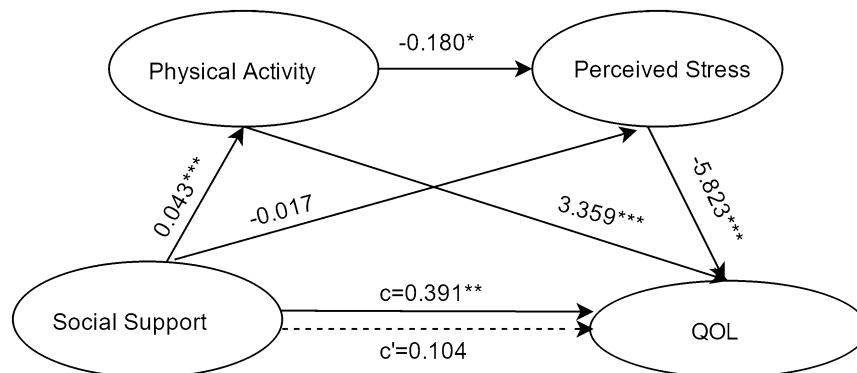 -0.180*
Physical Activity
Perceived Stress
0.043***
-0.017
3.359***
-5.823***
c=0.391**
Social Support
QOL
c'=0.104